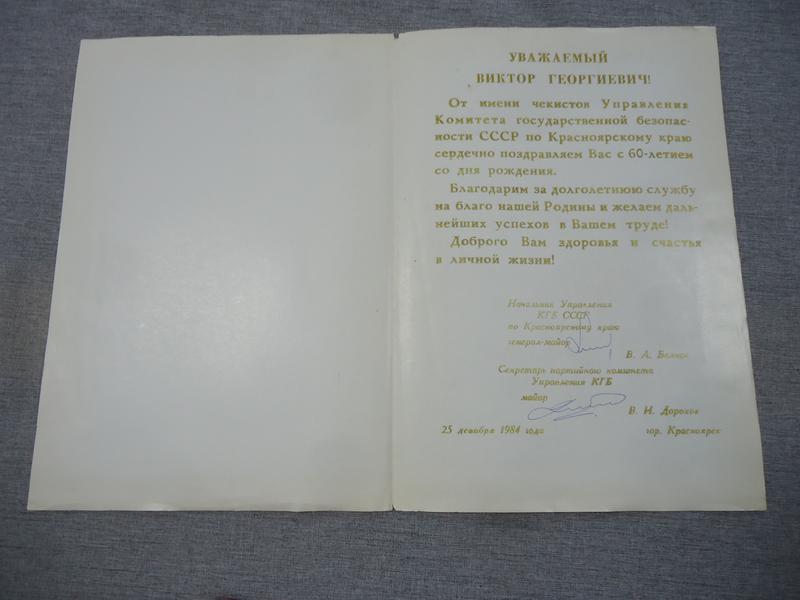 УВАЖАЕМЫЙ
ВИКТОР ГЕОРГИЕВИЧ!
От имени чекистов Управления
Комитета государственной безопас-
ности СССР по Красноярскому краю
сердечно поздравляем Вас с 60-летием
со дня рождения.
Благодарим за долголетнюю службу
на благо нашей Родины и желаем даль-
нейших успехов в Вашем труде!
Доброго Вам здоровья и счастья
в личной жизни!
Начальник Управления
КГБ СССР
по Красноярскому краю
генерал-майор
В. А.
Секретарь партийного комитета
Управления КГБ
майор
В. И. Дорохов
25 декабря 1984 года
гор. Красноярск